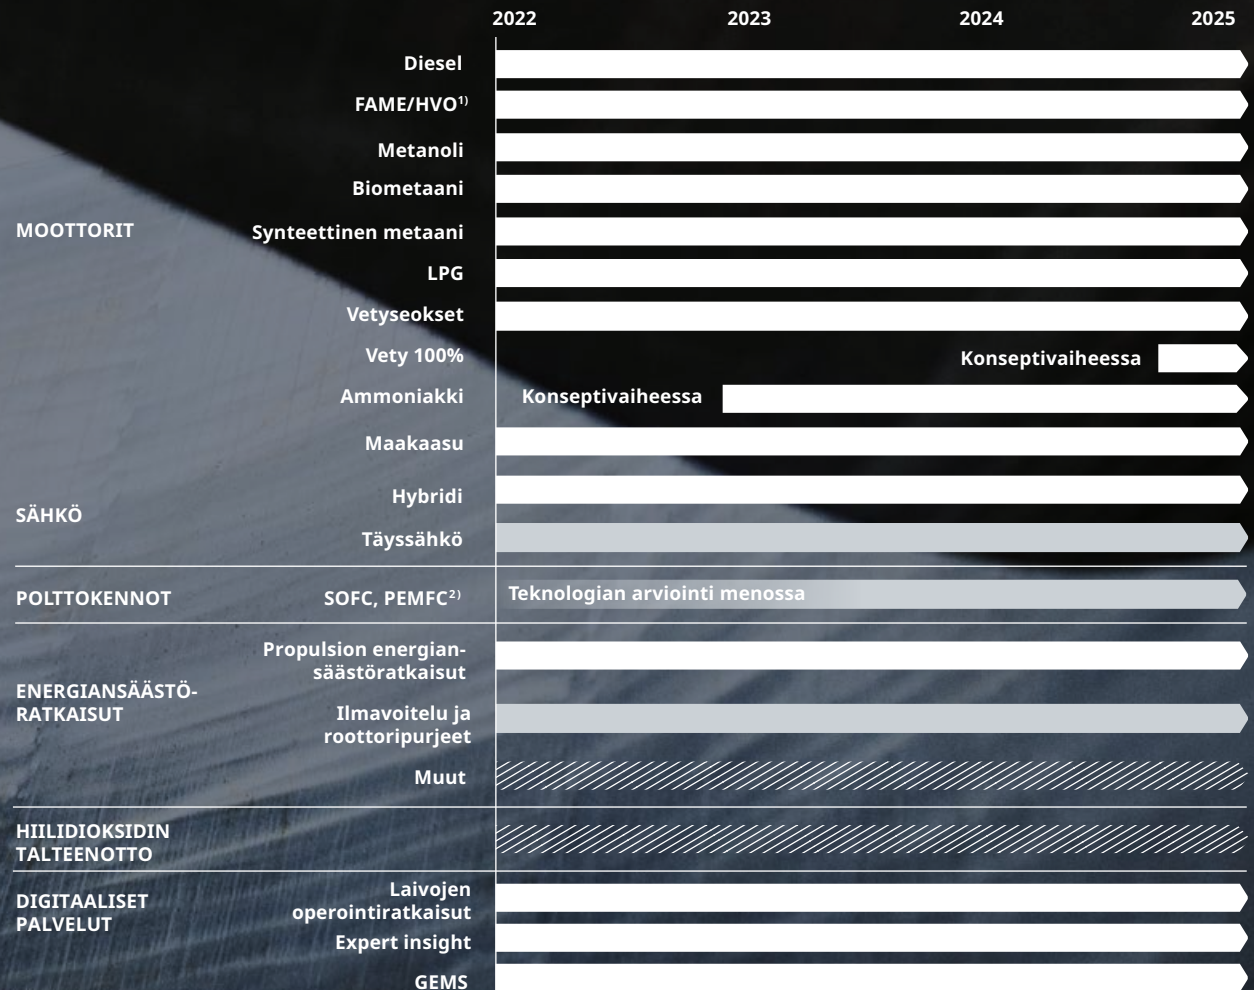 2022 2023 2024 2025
Diesel
FAME/HVO¹⁾
Metanoli
Biometaani
MOOTTORIT
Synteettinen metaani
LPG
Vetyseokset
Vety 100%
Konseptivaiheessa
Ammoniakki
Konseptivaiheessa
Maakaasu
SÄHKÖ
Hybridi
Täyssähkö
POLTTOKENNOT
SOFC, PEMFC²⁾
Teknologian arviointi menossa
ENERGIANSÄÄSTÖ-
RATKAISUT
Propulsion energian-
säästöratkaisut
Ilmavoitelu ja
roottoripurjeet
Muut
HIILIDIOKSIDIN
TALTEENOTTO
DIGITAALISET
PALVELUT
Laivojen
operointiratkaisut
Expert insight
GEMS